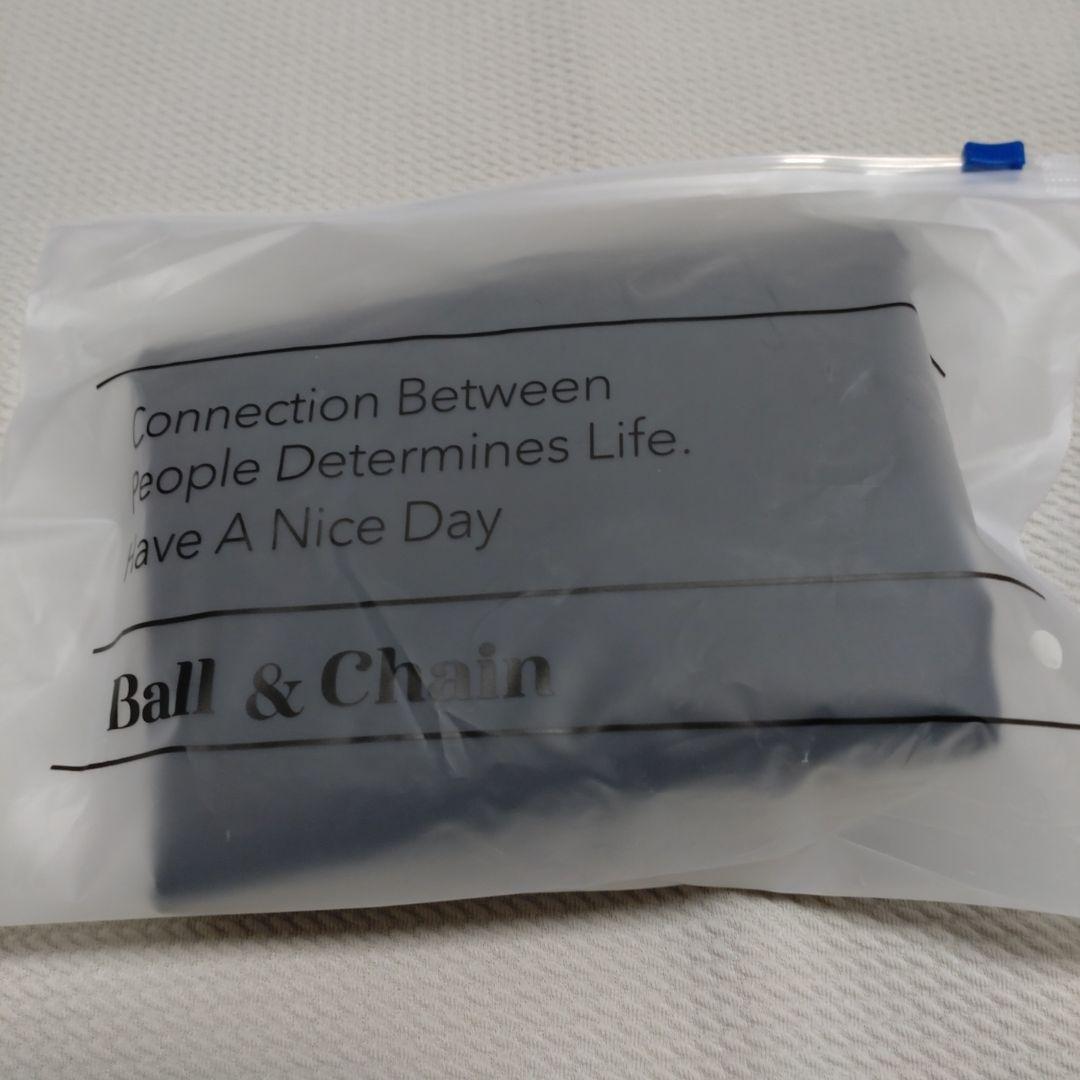 Connection Between
People Determines Life.
Have A Nice Day
Ball & Chain